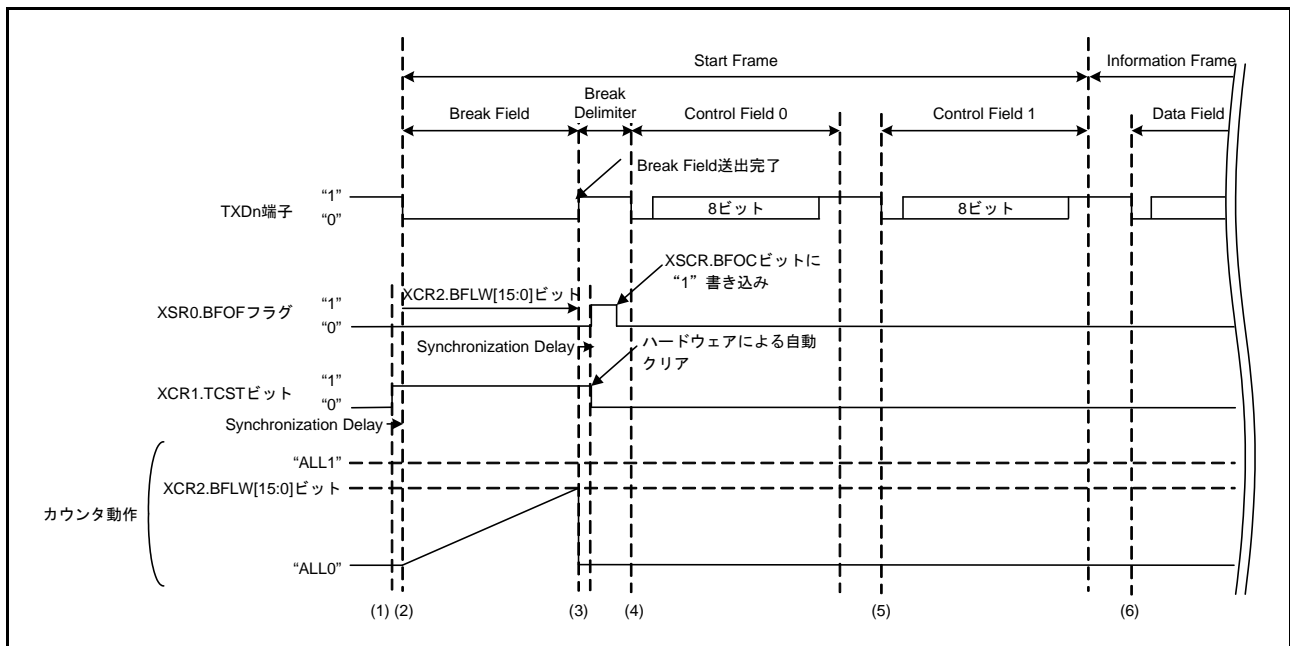 Start Frame
Information Frame
Break Field
Break
Delimiter
Control Field 0
Control Field 1
Data Field
Break Field送出完了
TXDn端子
“1”
“0”
8ビット
8ビット
XSCR.BFOCビットに
“1”書き込み
XSR0.BFOFフラグ
“1”
“0”
XCR2.BFLW[15:0]ビット
Synchronization Delay
ハードウェアによる自動
クリア
XCR1.TCSTビット
“1”
“0”
Synchronization Delay
カウンタ動作
“ALL1”
XCR2.BFLW[15:0]ビット
“ALL0”
(1) (2) (3) (4) (5) (6)